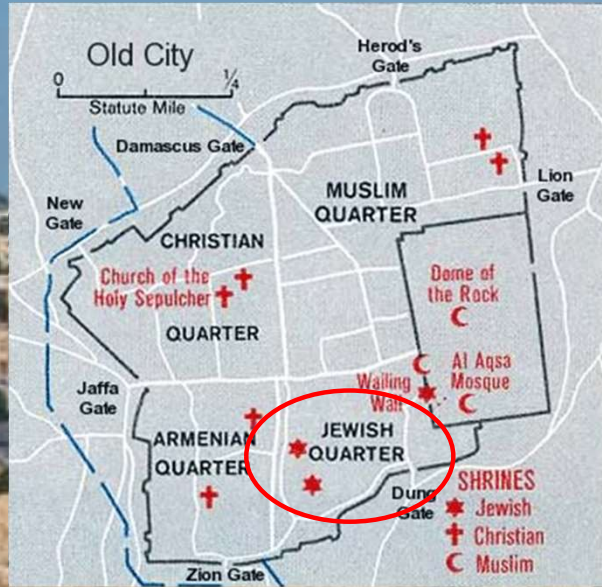 Old City
0 ¼
Statute Mile
Herod's
Gate
Damascus Gate
New
Gate
Lion
Gate
MUSLIM
QUARTER
CHRISTIAN
Church of the
Holy Sepulcher
QUARTER
Dome of
the Rock
Al Aqsa
Mosque
Wailing
Wall
Jaffa
Gate
ARMENIAN
QUARTER
JEWISH
QUARTER
Dung
Gate
Zion Gate
SHRINES
Jewish
Christian
Muslim